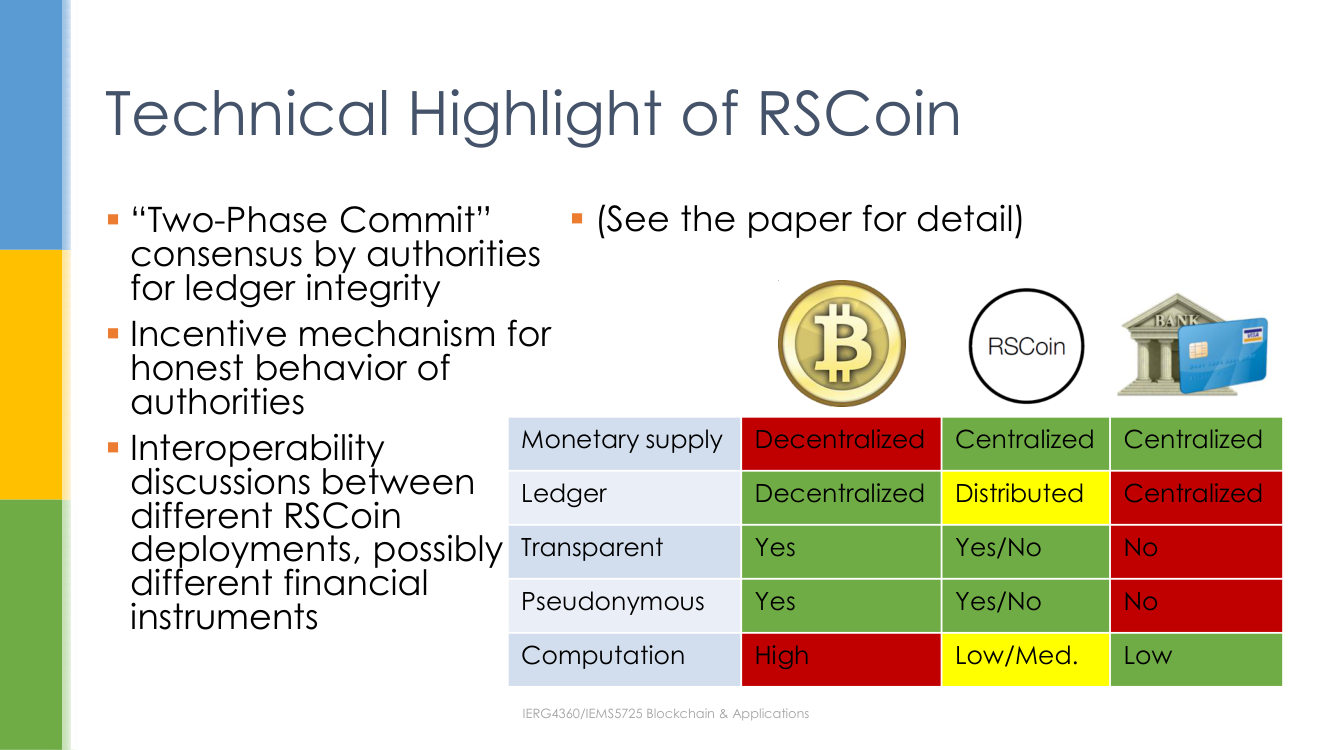 Technical Highlight of RSCoin
▪ “Two-Phase Commit”
consensus by authorities
for ledger integrity
▪ Incentive mechanism for
honest behavior of
authorities
▪ Interoperability
discussions between
different RSCoin
deployments, possibly
different financial
instruments
▪ (See the paper for detail)
RSCoin
BANK
VISA
Monetary supply Decentralized Centralized Centralized
Ledger Decentralized Distributed Centralized
Transparent Yes Yes/No No
Pseudonymous Yes Yes/No No
Computation High Low/Med. Low
IERG4360/IEMS5725 Blockchain & Applications